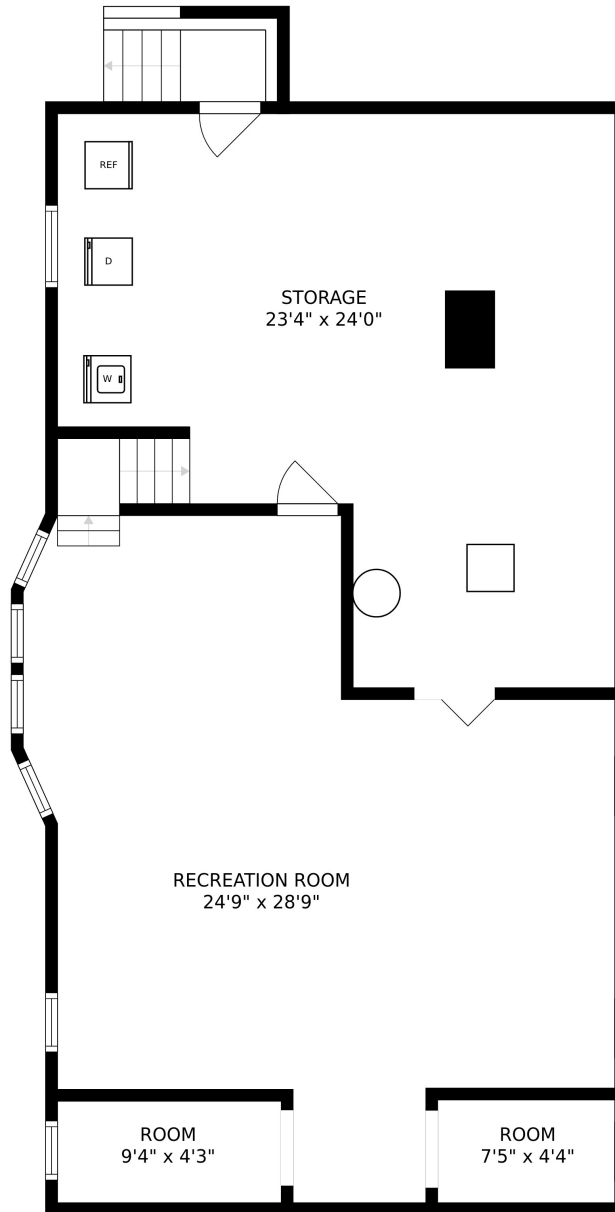 REF
D
STORAGE
23'4" x 24'0"
W
RECREATION ROOM
24'9" x 28'9"
ROOM
9'4" x 4'3"
ROOM
7'5" x 4'4"